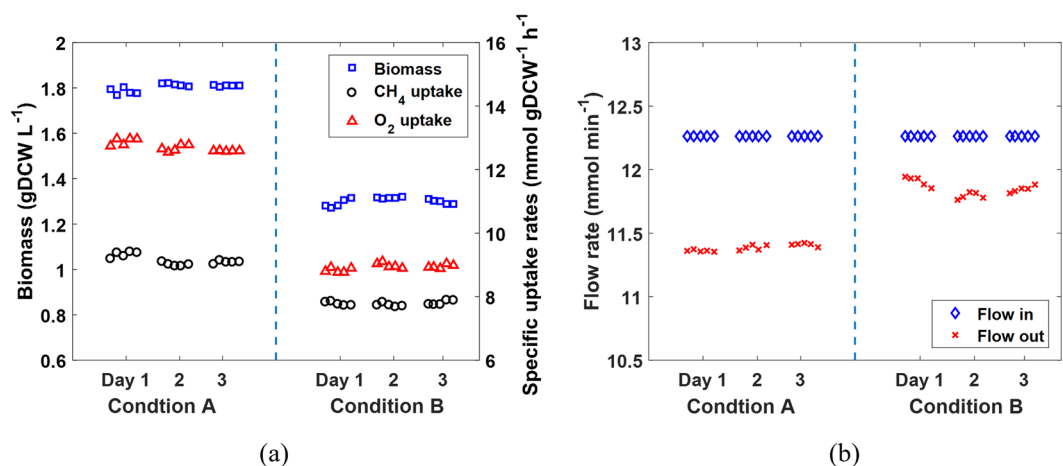 2
1.8
1.6
1.4
1.2
1
0.8
0.6
Biomass (gDCW L⁻¹)
16
14
12
10
8
6
Specific uptake rates (mmol gDCW⁻¹ h⁻¹)
Biomass
CH₄ uptake
O₂ uptake
Day 1 2 3 1 2 3
Condtion A Condition B
(a)
13
12.5
12
11.5
11
10.5
Flow rate (mmol min⁻¹)
Flow in
Flow out
Day 1 2 3 Day 1 2 3
Condition A Condition B
(b)